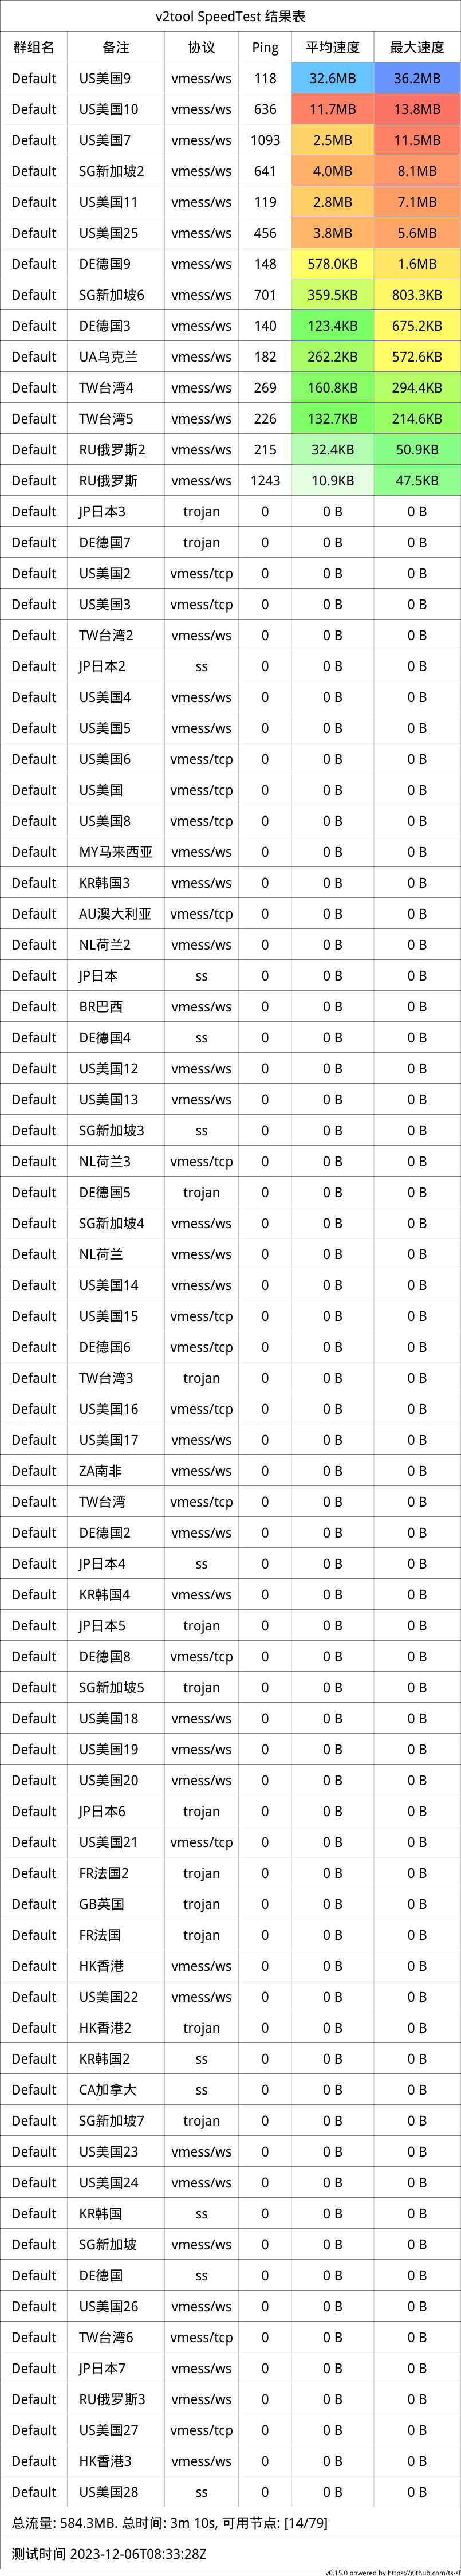 v2tool SpeedTest 结果表
群组名 备注 协议 Ping 平均速度 最大速度
Default US美国9 vmess/ws 118 32.6MB 36.2MB
Default US美国10 vmess/ws 636 11.7MB 13.8MB
Default US美国7 vmess/ws 1093 2.5MB 11.5MB
Default SG新加坡2 vmess/ws 641 4.0MB 8.1MB
Default US美国11 vmess/ws 119 2.8MB 7.1MB
Default US美国25 vmess/ws 456 3.8MB 5.6MB
Default DE德国9 vmess/ws 148 578.0KB 1.6MB
Default SG新加坡6 vmess/ws 701 359.5KB 803.3KB
Default DE德国3 vmess/ws 140 123.4KB 675.2KB
Default UA乌克兰 vmess/ws 182 262.2KB 572.6KB
Default TW台湾4 vmess/ws 269 160.8KB 294.4KB
Default TW台湾5 vmess/ws 226 132.7KB 214.6KB
Default RU俄罗斯2 vmess/ws 215 32.4KB 50.9KB
Default RU俄罗斯 vmess/ws 1243 10.9KB 47.5KB
Default JP日本3 trojan 0 0 B 0 B
Default DE德国7 trojan 0 0 B 0 B
Default US美国2 vmess/tcp 0 0 B 0 B
Default US美国3 vmess/tcp 0 0 B 0 B
Default TW台湾2 vmess/ws 0 0 B 0 B
Default JP日本2 ss 0 0 B 0 B
Default US美国4 vmess/ws 0 0 B 0 B
Default US美国5 vmess/ws 0 0 B 0 B
Default US美国6 vmess/tcp 0 0 B 0 B
Default US美国 vmess/tcp 0 0 B 0 B
Default US美国8 vmess/tcp 0 0 B 0 B
Default MY马来西亚 vmess/ws 0 0 B 0 B
Default KR韩国3 vmess/ws 0 0 B 0 B
Default AU澳大利亚 vmess/tcp 0 0 B 0 B
Default NL荷兰2 vmess/ws 0 0 B 0 B
Default JP日本 ss 0 0 B 0 B
Default BR巴西 vmess/ws 0 0 B 0 B
Default DE德国4 ss 0 0 B 0 B
Default US美国12 vmess/ws 0 0 B 0 B
Default US美国13 vmess/ws 0 0 B 0 B
Default SG新加坡3 ss 0 0 B 0 B
Default NL荷兰3 vmess/tcp 0 0 B 0 B
Default DE德国5 trojan 0 0 B 0 B
Default SG新加坡4 vmess/ws 0 0 B 0 B
Default NL荷兰 vmess/ws 0 0 B 0 B
Default US美国14 vmess/ws 0 0 B 0 B
Default US美国15 vmess/tcp 0 0 B 0 B
Default DE德国6 vmess/tcp 0 0 B 0 B
Default TW台湾3 trojan 0 0 B 0 B
Default US美国16 vmess/tcp 0 0 B 0 B
Default US美国17 vmess/ws 0 0 B 0 B
Default ZA南非 vmess/ws 0 0 B 0 B
Default TW台湾 vmess/tcp 0 0 B 0 B
Default DE德国2 vmess/ws 0 0 B 0 B
Default JP日本4 ss 0 0 B 0 B
Default KR韩国4 vmess/ws 0 0 B 0 B
Default JP日本5 trojan 0 0 B 0 B
Default DE德国8 vmess/tcp 0 0 B 0 B
Default SG新加坡5 trojan 0 0 B 0 B
Default US美国18 vmess/ws 0 0 B 0 B
Default US美国19 vmess/ws 0 0 B 0 B
Default US美国20 vmess/ws 0 0 B 0 B
Default JP日本6 trojan 0 0 B 0 B
Default US美国21 vmess/tcp 0 0 B 0 B
Default FR法国2 trojan 0 0 B 0 B
Default GB英国 trojan 0 0 B 0 B
Default FR法国 trojan 0 0 B 0 B
Default HK香港 vmess/ws 0 0 B 0 B
Default US美国22 vmess/ws 0 0 B 0 B
Default HK香港2 trojan 0 0 B 0 B
Default KR韩国2 ss 0 0 B 0 B
Default CA加拿大 ss 0 0 B 0 B
Default SG新加坡7 trojan 0 0 B 0 B
Default US美国23 vmess/ws 0 0 B 0 B
Default US美国24 vmess/ws 0 0 B 0 B
Default KR韩国 ss 0 0 B 0 B
Default SG新加坡 vmess/ws 0 0 B 0 B
Default DE德国 ss 0 0 B 0 B
Default US美国26 vmess/ws 0 0 B 0 B
Default TW台湾6 vmess/tcp 0 0 B 0 B
Default JP日本7 vmess/ws 0 0 B 0 B
Default RU俄罗斯3 vmess/ws 0 0 B 0 B
Default US美国27 vmess/tcp 0 0 B 0 B
Default HK香港3 vmess/ws 0 0 B 0 B
Default US美国28 ss 0 0 B 0 B
总流量: 584.3MB. 总时间: 3m 10s, 可用节点: [14/79]
测试时间 2023-12-06T08:33:28Z
v0.15.0 powered by https://github.com/ts-sf